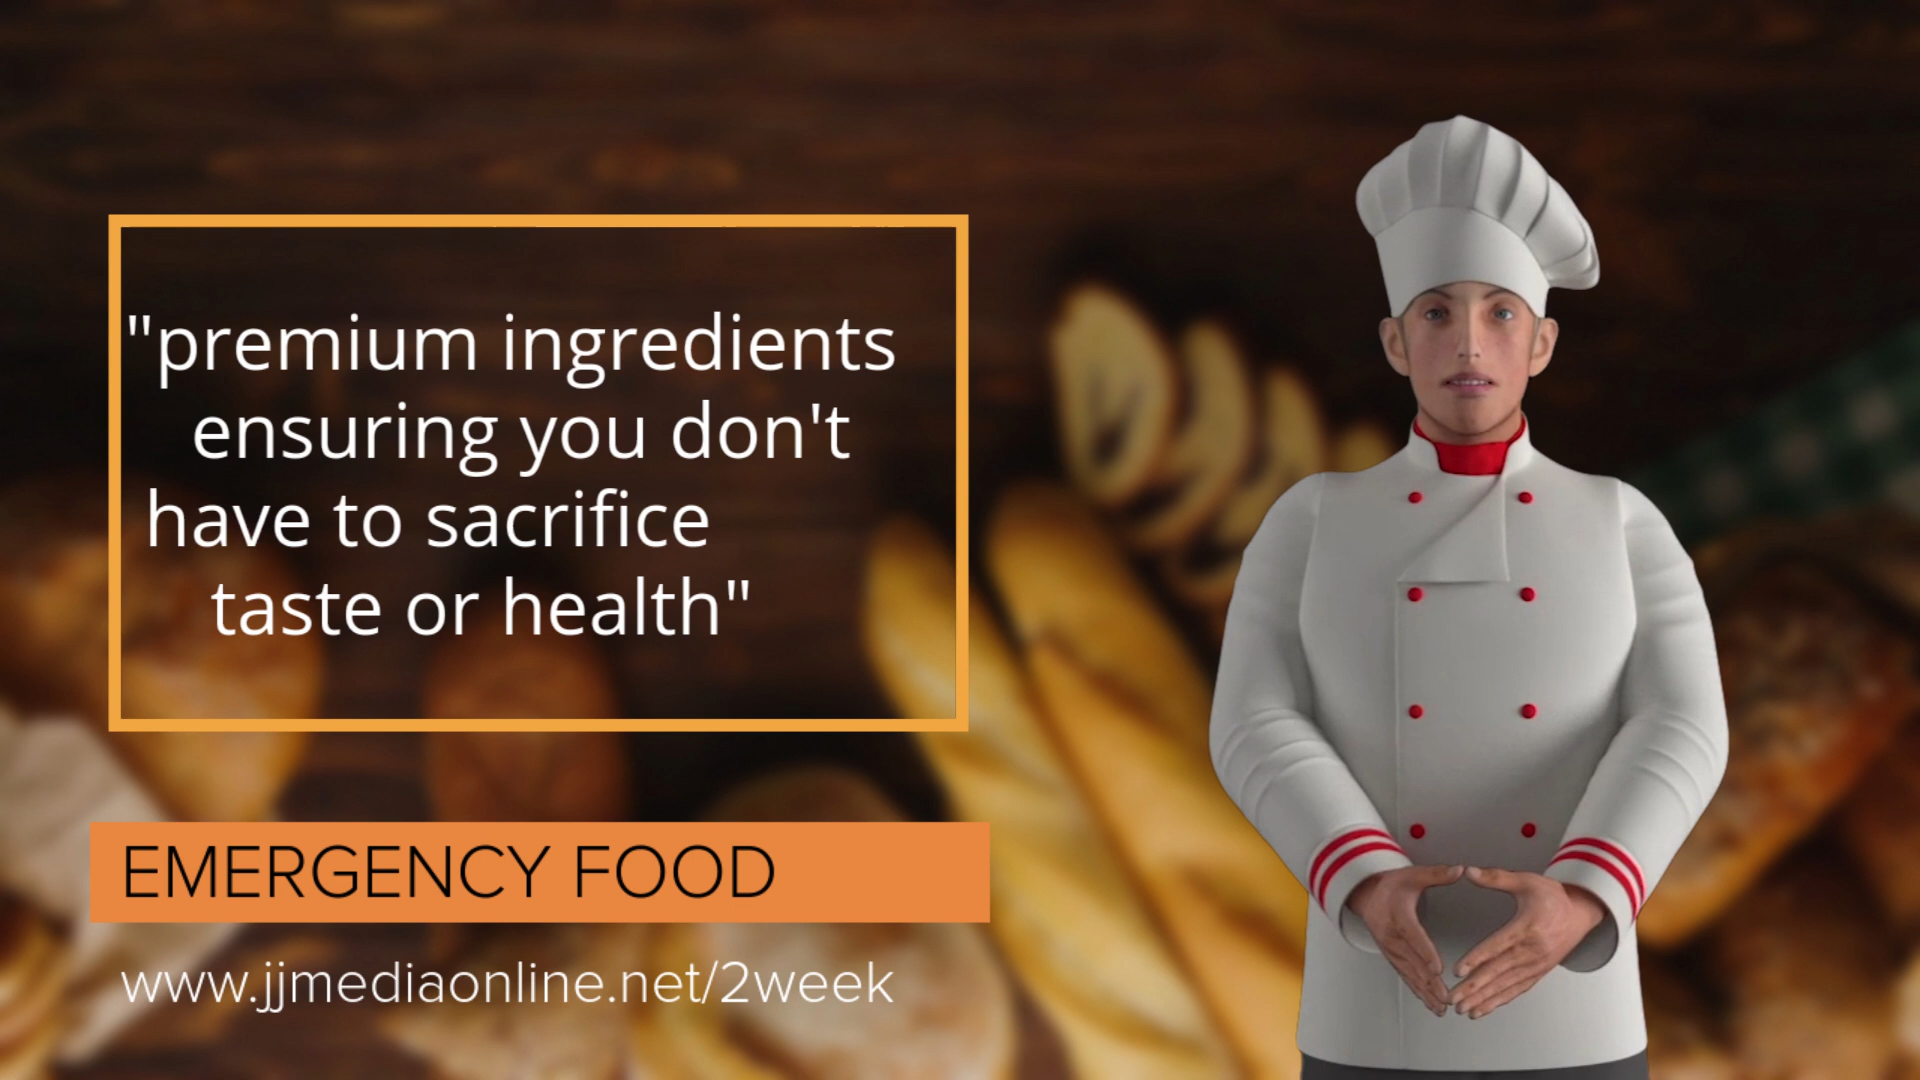 "premium ingredients
ensuring you don't
have to sacrifice
taste or health"
EMERGENCY FOOD
www.jjmediaonline.net/2week